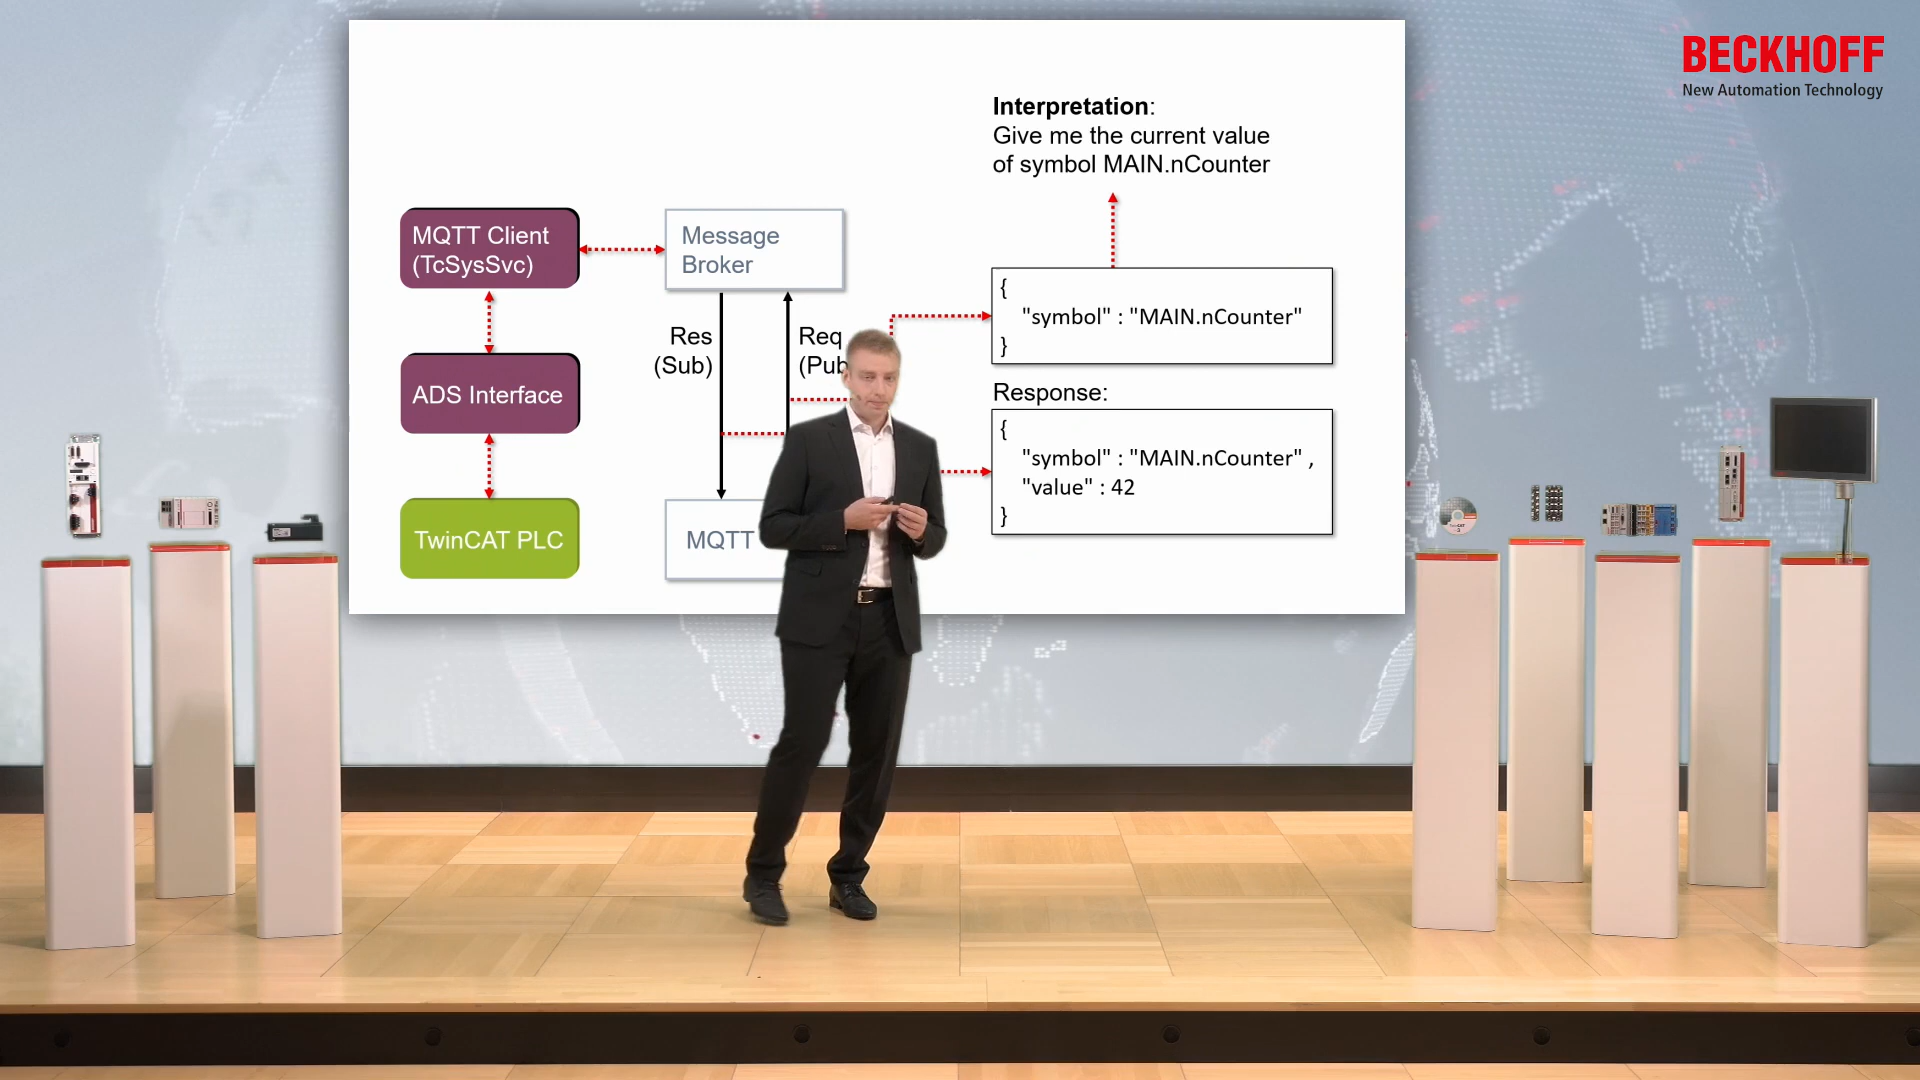 BECKHOFF
New Automation Technology
Interpretation:
Give me the current value
of symbol MAIN.nCounter
MQTT Client
(TcSysSvc)
Message
Broker
{
"symbol" : "MAIN.nCounter"
}
Res
(Sub)
Req
(Pub
ADS Interface
Response:
{
"symbol" : "MAIN.nCounter" ,
"value" : 42
}
TwinCAT PLC
MQTT